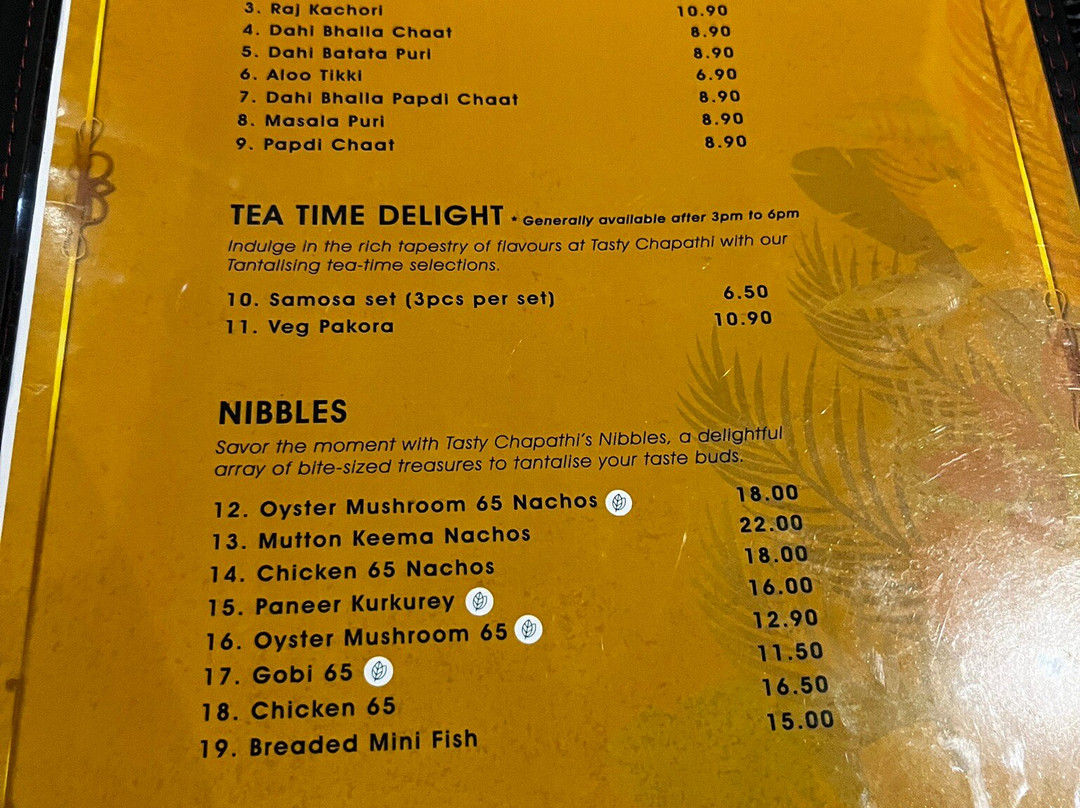 3. Raj Kachori 10.90
4. Dahi Bhalla Chaat 8.90
5. Dahi Batata Puri 8.90
6. Aloo Tikki 6.90
7. Dahi Bhalla Papdi Chaat 8.90
8. Masala Puri 8.90
9. Papdi Chaat 8.90
TEA TIME DELIGHT * Generally available after 3pm to 6pm
Indulge in the rich tapestry of flavours at Tasty Chapathi with our
Tantalising tea-time selections.
10. Samosa set (3pcs per set) 6.50
11. Veg Pakora 10.90
NIBBLES
Savor the moment with Tasty Chapathi's Nibbles, a delightful
array of bite-sized treasures to tantalise your taste buds.
12. Oyster Mushroom 65 Nachos 18.00
13. Mutton Keema Nachos 22.00
14. Chicken 65 Nachos 18.00
15. Paneer Kurkurey 16.00
16. Oyster Mushroom 65 12.90
17. Gobi 65 11.50
18. Chicken 65 16.50
19. Breaded Mini Fish 15.00